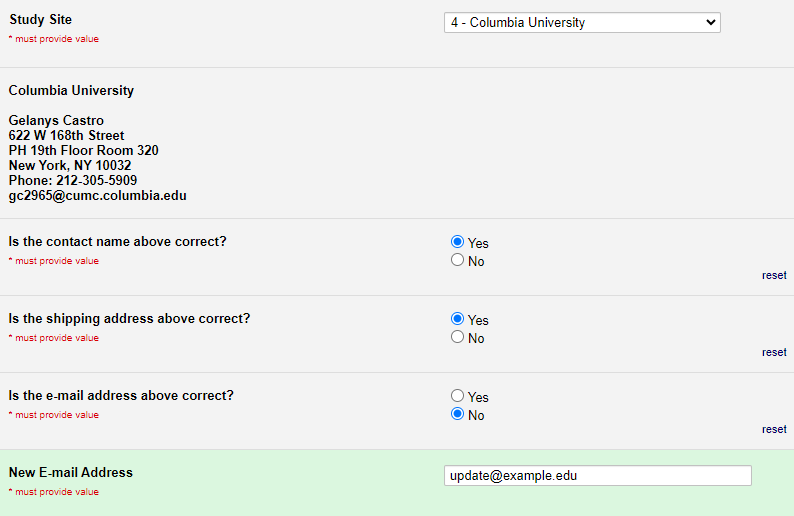 Study Site
* must provide value
4 - Columbia University
Columbia University
Gelanys Castro
622 W 168th Street
PH 19th Floor Room 320
New York, NY 10032
Phone: 212-305-5909
gc2965@cumc.columbia.edu
Is the contact name above correct?
* must provide value
Yes
No
reset
Is the shipping address above correct?
* must provide value
Yes
No
reset
Is the e-mail address above correct?
* must provide value
Yes
No
reset
New E-mail Address
* must provide value
update@example.edu